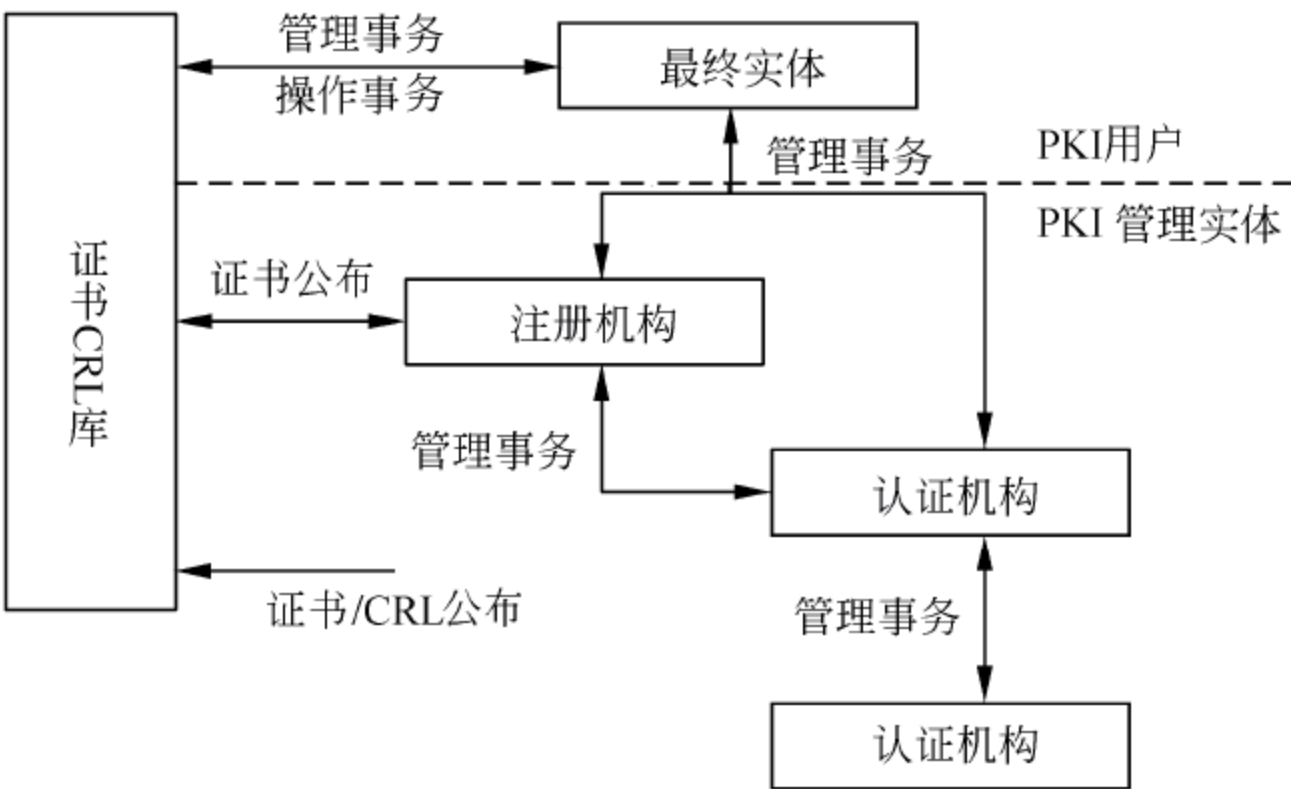 管理事务
操作事务
最终实体
管理事务
PKI用户
PKI 管理实体
证书CRL库
证书公布
注册机构
管理事务
认证机构
证书/CRL公布
管理事务
认证机构